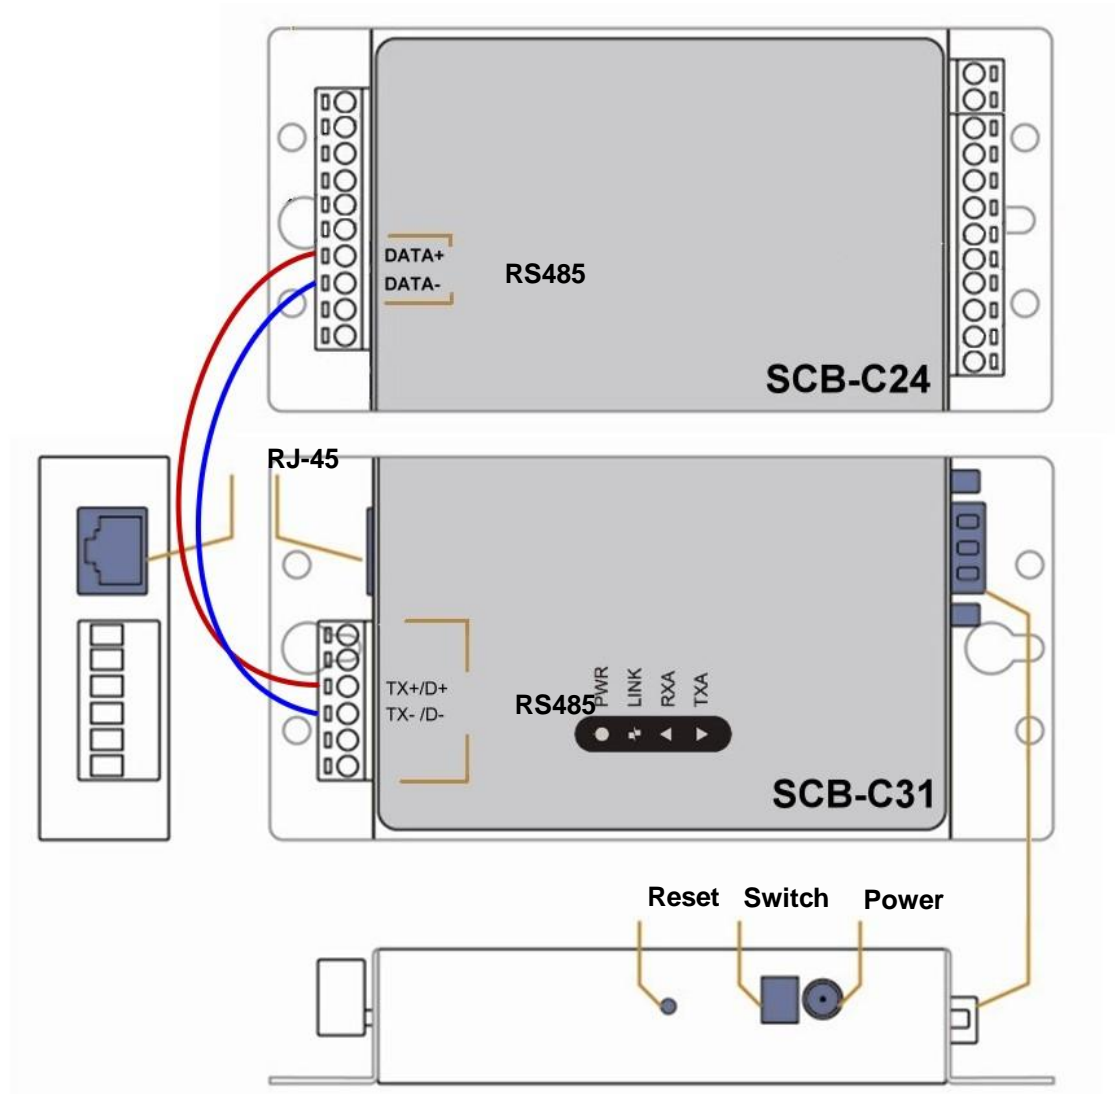 DATA+
DATA-
RS485
SCB-C24
RJ-45
TX+/D+
TX- /D-
RS485
PWR
LINK
RXA
TXA
SCB-C31
Reset
Switch
Power